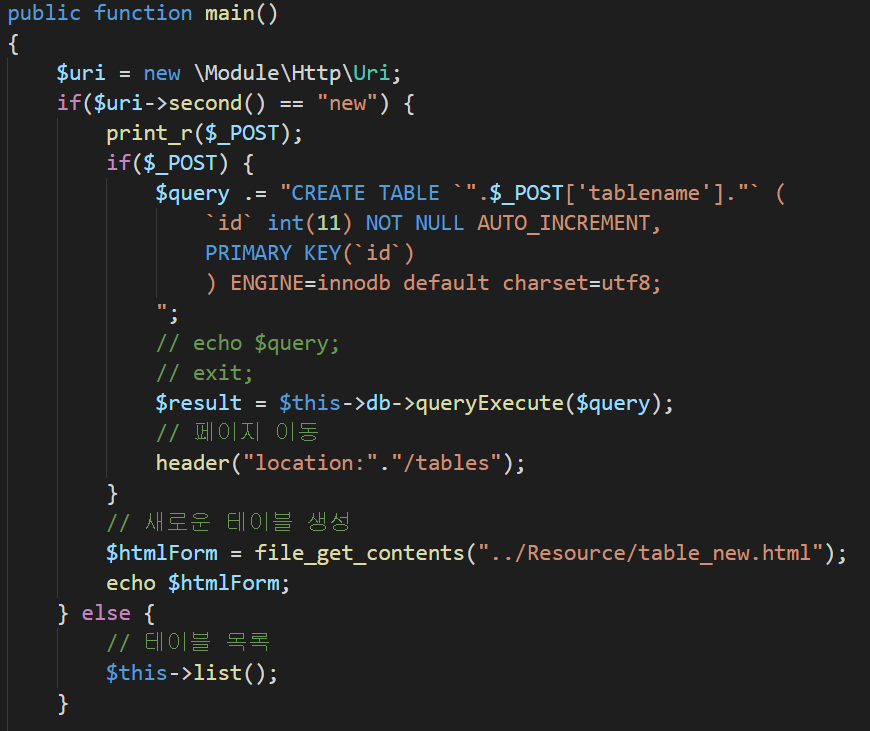 public function main()
{
    $uri = new \Module\Http\Uri;
    if($uri->second() == "new") {
        print_r($_POST);
        if($_POST) {
            $query .= "CREATE TABLE `".$_POST['tablename']."` (
                `id` int(11) NOT NULL AUTO_INCREMENT,
                PRIMARY KEY(`id`)
                ) ENGINE=innodb default charset=utf8;
            ";
            // echo $query;
            // exit;
            $result = $this->db->queryExecute($query);
            // 페이지 이동
            header("location:"."/tables");
        }
        // 새로운 테이블 생성
        $htmlForm = file_get_contents("../Resource/table_new.html");
        echo $htmlForm;
    } else {
        // 테이블 목록
        $this->list();
    }